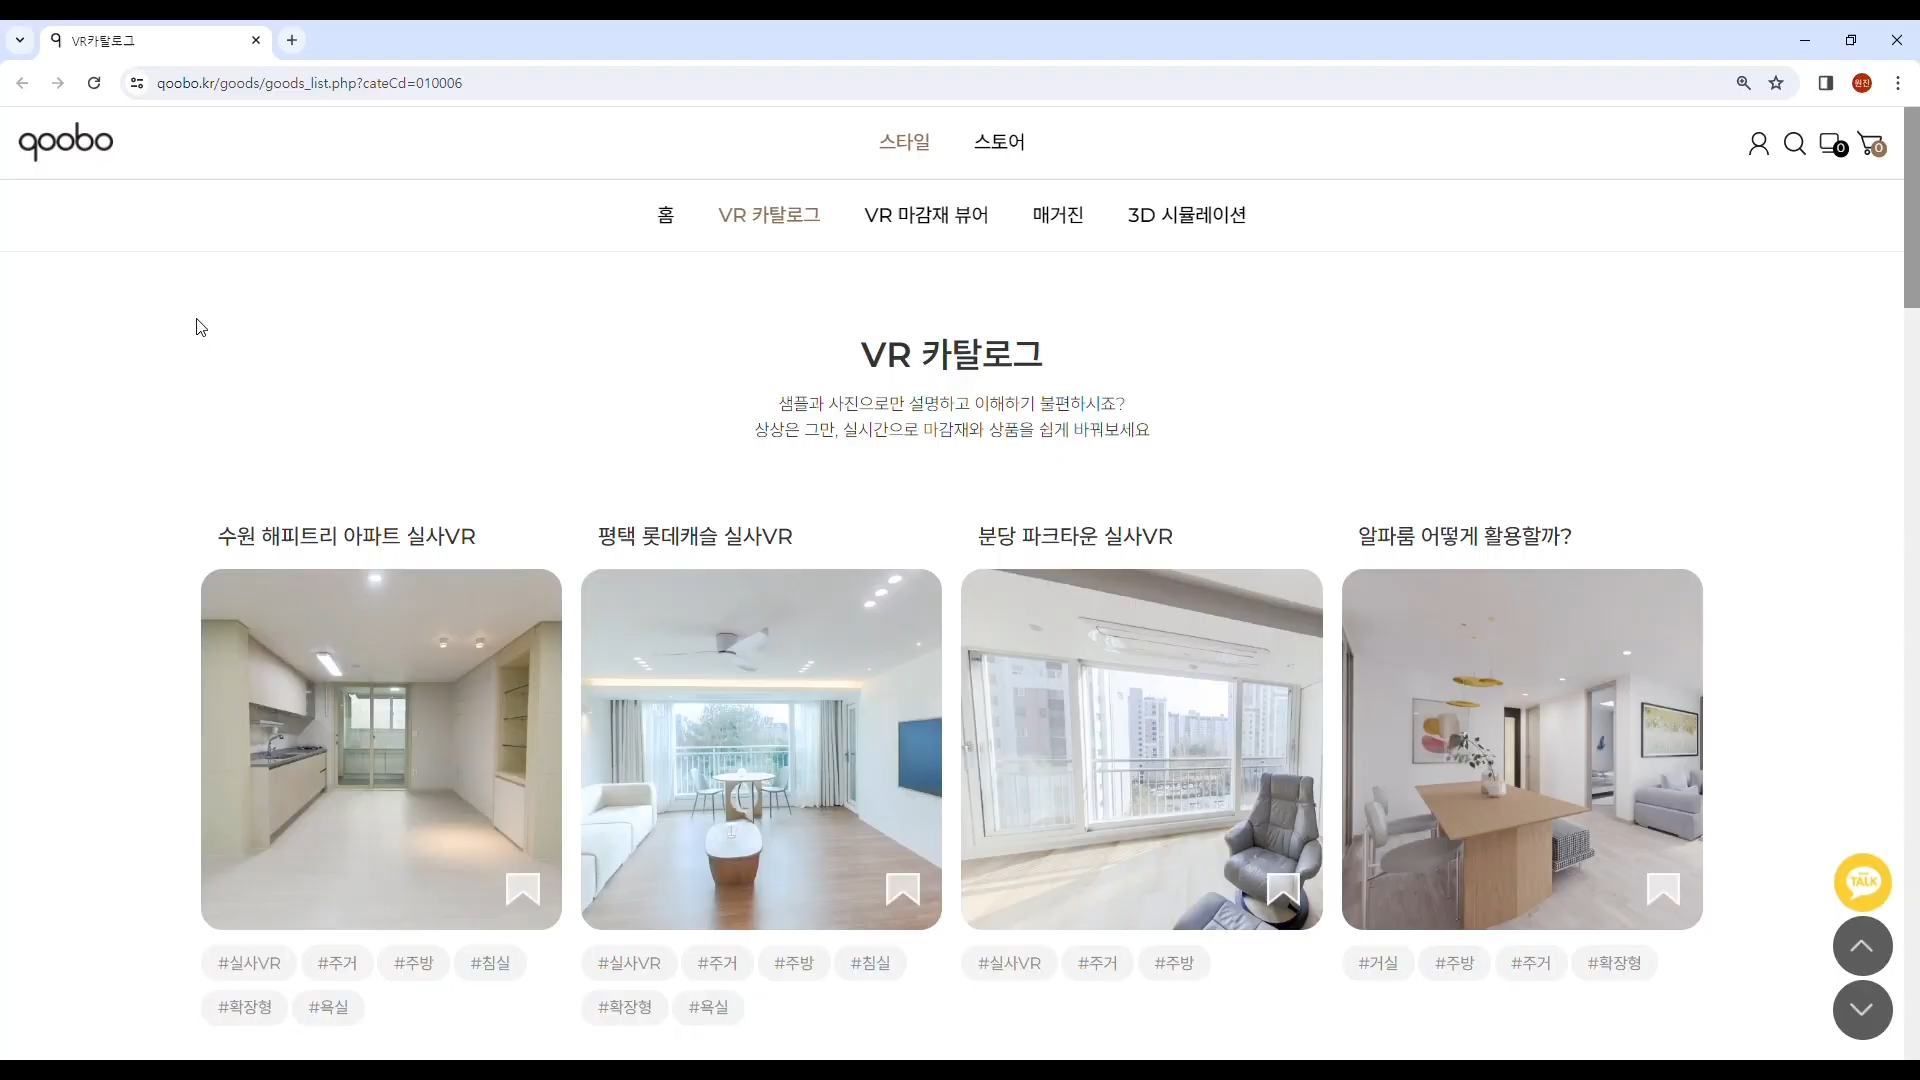 VR카탈로그
qoobo.kr/goods/goods_list.php?cateCd=010006
원진
qoobo
스타일 스토어
0 0
홈 VR 카탈로그 VR 마감재 뷰어 매거진 3D 시뮬레이션
VR 카탈로그
샘플과 사진으로만 설명하고 이해하기 불편하시죠?
상상은 그만, 실시간으로 마감재와 상품을 쉽게 바꿔보세요
수원 해피트리 아파트 실사VR 평택 롯데캐슬 실사VR 분당 파크타운 실사VR 알파룸 어떻게 활용할까?
TALK
#실사VR #주거 #주방 #침실 #실사VR #주거 #주방 #침실 #실사VR #주거 #주방 #거실 #주방 #주거 #확장형
#확장형 #욕실 #확장형 #욕실